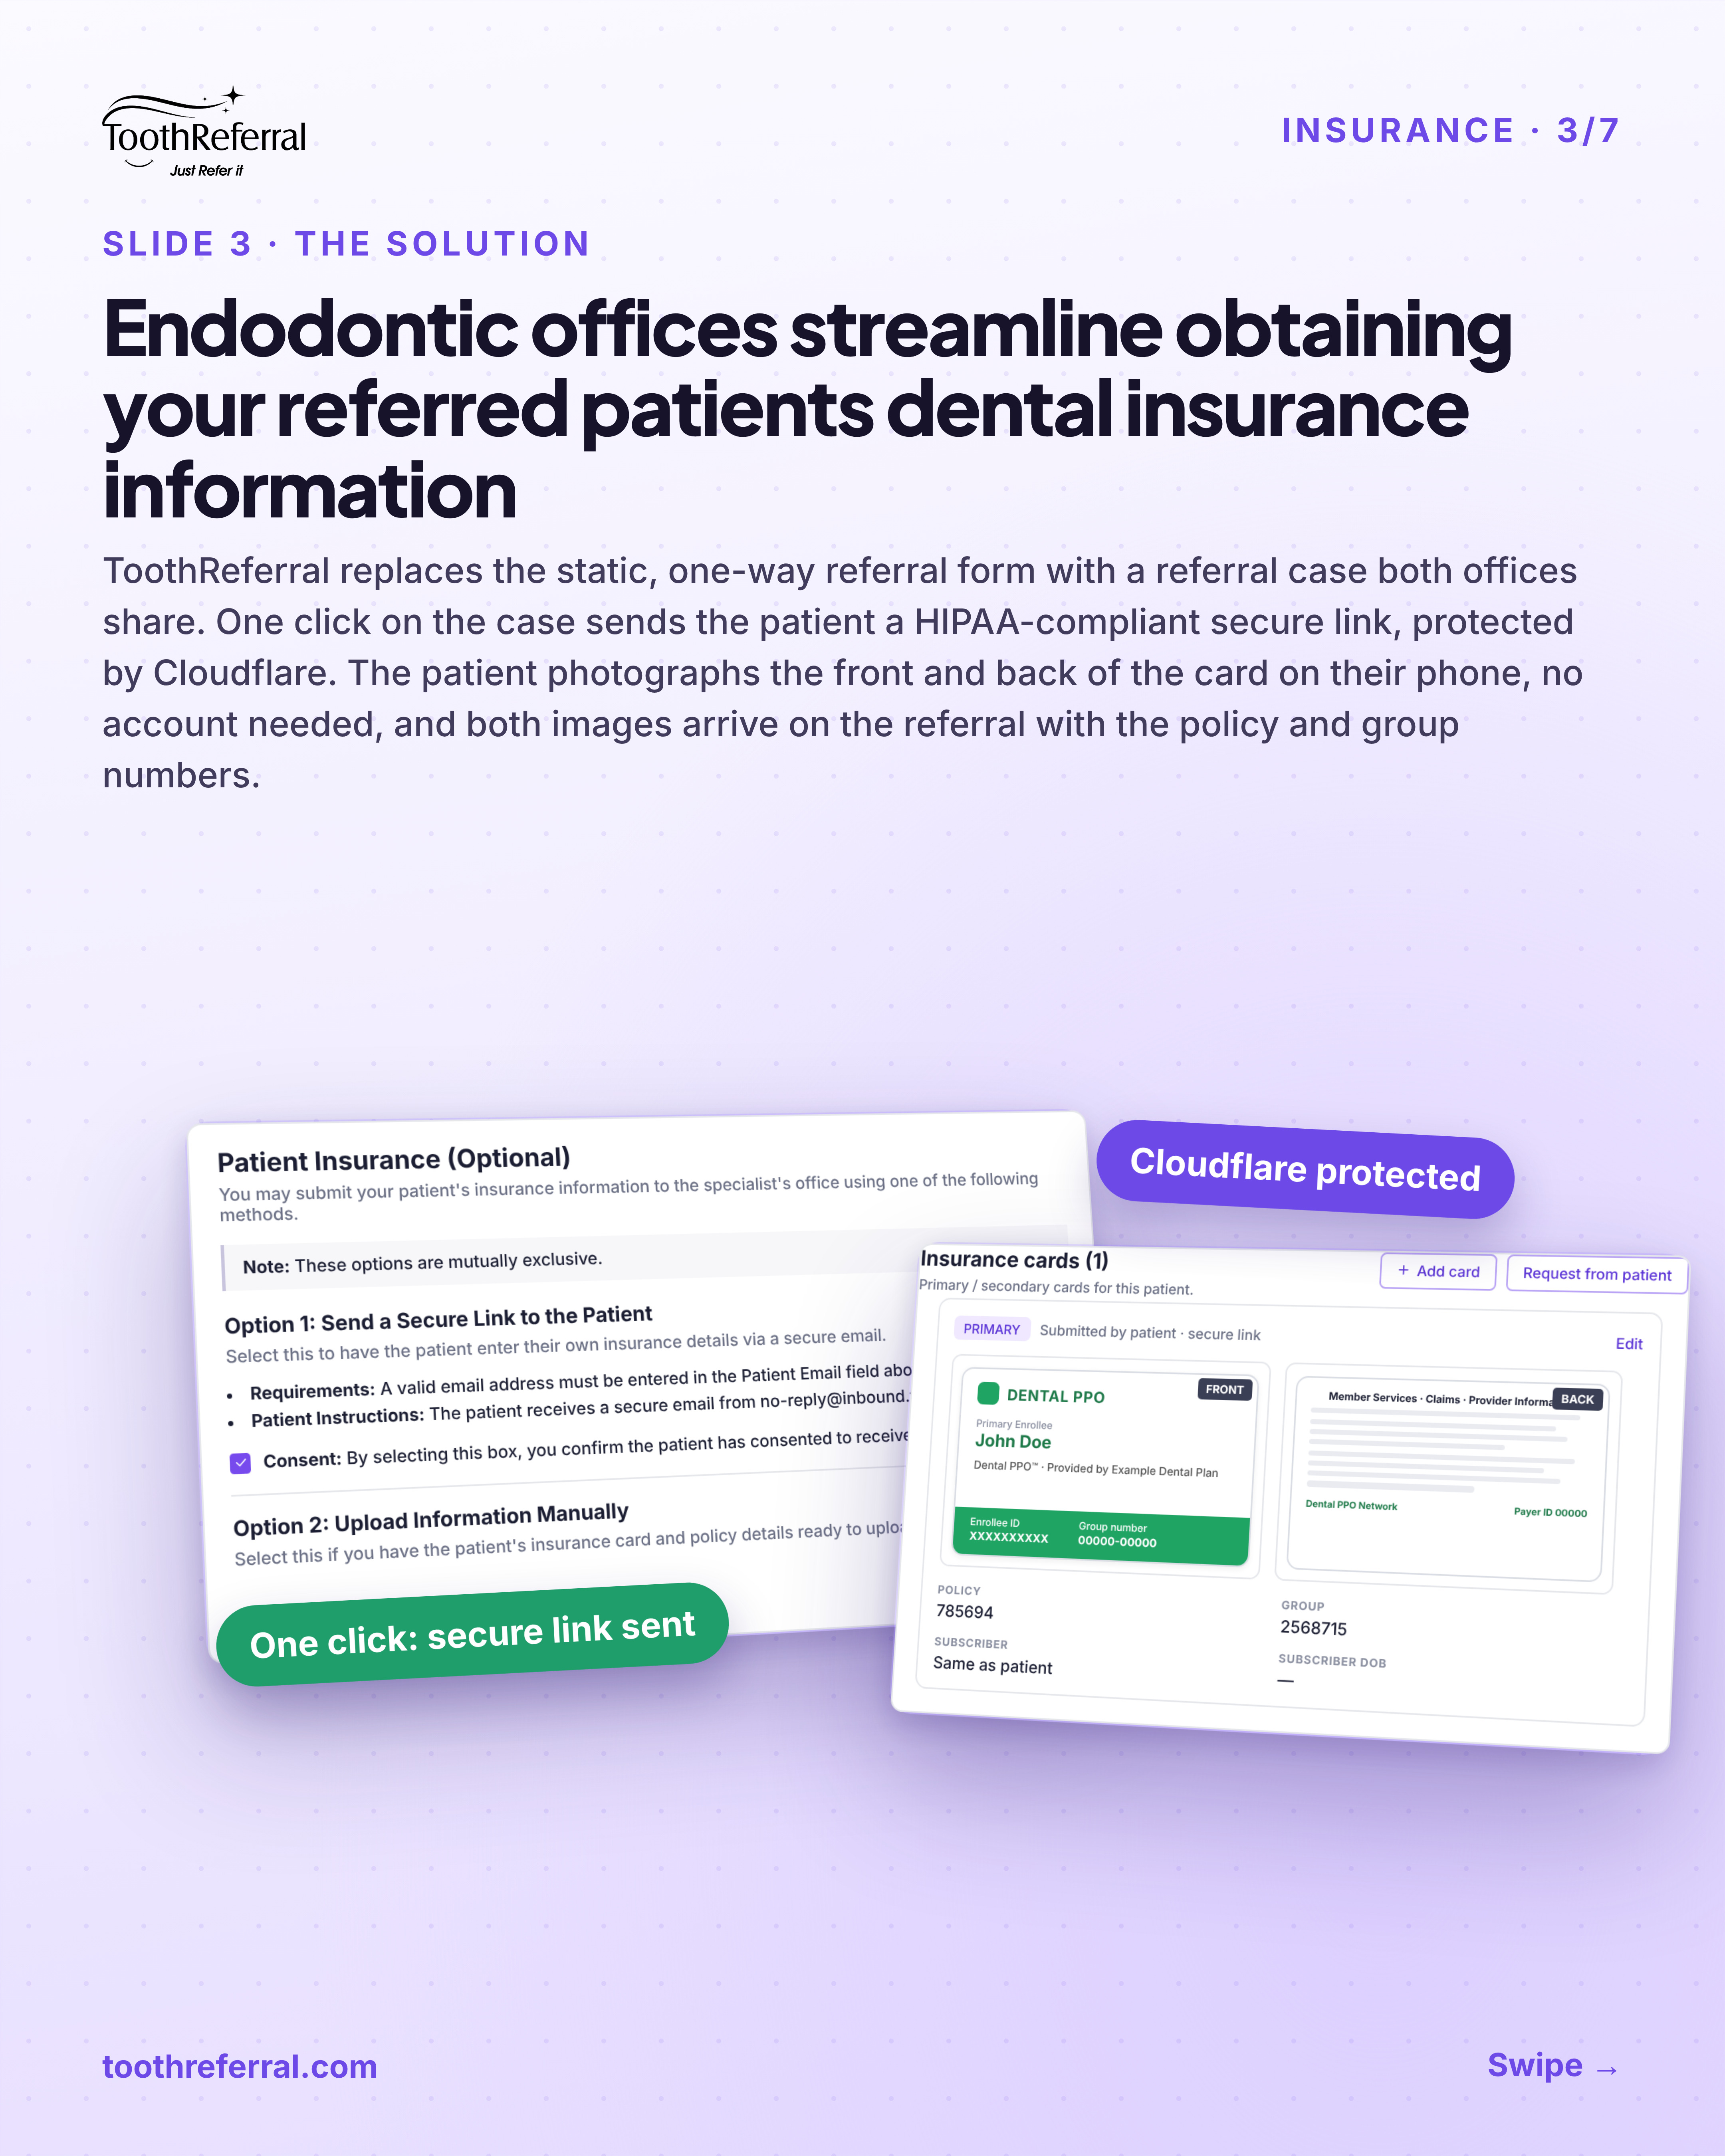 ToothReferral
Just Refer it
INSURANCE · 3/7
SLIDE 3 · THE SOLUTION
Endodontic offices streamline obtaining
your referred patients dental insurance
information
ToothReferral replaces the static, one-way referral form with a referral case both offices
share. One click on the case sends the patient a HIPAA-compliant secure link, protected
by Cloudflare. The patient photographs the front and back of the card on their phone, no
account needed, and both images arrive on the referral with the policy and group
numbers.
Patient Insurance (Optional)
You may submit your patient's insurance information to the specialist's office using one of the following
methods.
Note: These options are mutually exclusive.
Option 1: Send a Secure Link to the Patient
Select this to have the patient enter their own insurance details via a secure email.
• Requirements: A valid email address must be entered in the Patient Email field abo
• Patient Instructions: The patient receives a secure email from no-reply@inbound.
Consent: By selecting this box, you confirm the patient has consented to receive
Option 2: Upload Information Manually
Select this if you have the patient's insurance card and policy details ready to uploa
One click: secure link sent
Cloudflare protected
Insurance cards (1)
Primary / secondary cards for this patient.
+ Add card
Request from patient
PRIMARY
Submitted by patient · secure link
Edit
DENTAL PPO
FRONT
Primary Enrollee
John Doe
Dental PPO™ · Provided by Example Dental Plan
Enrollee ID
XXXXXXXXXX
Group number
00000-00000
Member Services · Claims · Provider Informa
BACK
Dental PPO Network
Payer ID 00000
POLICY
785694
GROUP
2568715
SUBSCRIBER
Same as patient
SUBSCRIBER DOB
—
toothreferral.com
Swipe →